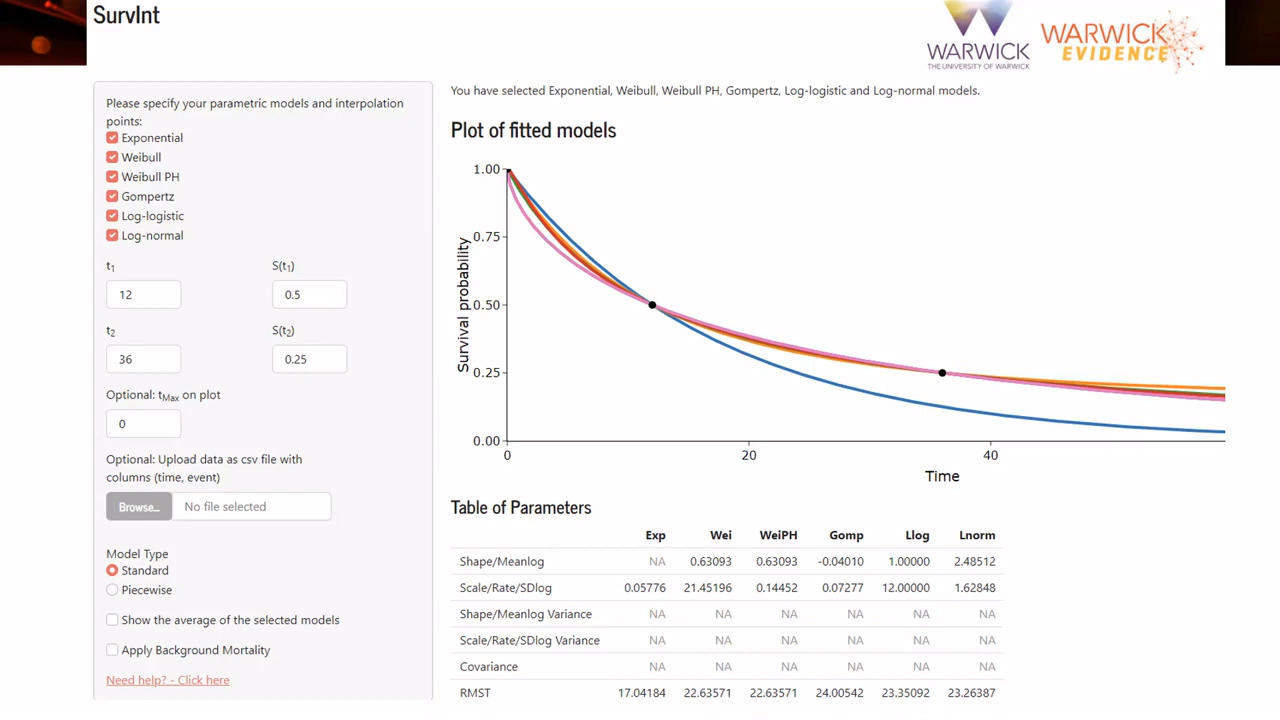 SurvInt
WARWICK
THE UNIVERSITY OF WARWICK
WARWICK
EVIDENCE
Please specify your parametric models and interpolation
points:
Exponential
Weibull
Weibull PH
Gompertz
Log-logistic
Log-normal
t1 S(t1)
12 0.5
t2 S(t2)
36 0.25
Optional: tMax on plot
0
Optional: Upload data as csv file with
columns (time, event)
Browse... No file selected
Model Type
Standard
Piecewise
Show the average of the selected models
Apply Background Mortality
Need help? - Click here
You have selected Exponential, Weibull, Weibull PH, Gompertz, Log-logistic and Log-normal models.
Plot of fitted models
Survival probability
1.00
0.75
0.50
0.25
0.00
0 20 40
Time
Table of Parameters
Exp Wei WeiPH Gomp Llog Lnorm
Shape/Meanlog NA 0.63093 0.63093 -0.04010 1.00000 2.48512
Scale/Rate/SDlog 0.05776 21.45196 0.14452 0.07277 12.00000 1.62848
Shape/Meanlog Variance NA NA NA NA NA NA
Scale/Rate/SDlog Variance NA NA NA NA NA NA
Covariance NA NA NA NA NA NA
RMST 17.04184 22.63571 22.63571 24.00542 23.35092 23.26387